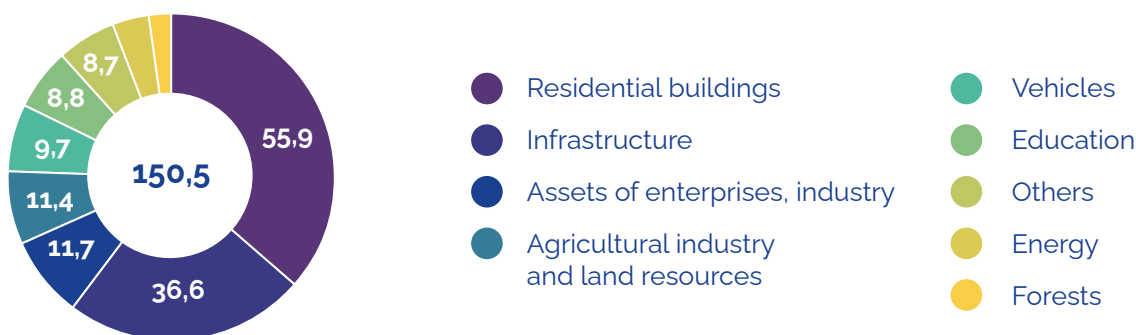 55,9
36,6
11,7
11,4
9,7
8,8
8,7
150,5
Residential buildings
Infrastructure
Assets of enterprises, industry
Agricultural industry
and land resources
Vehicles
Education
Others
Energy
Forests